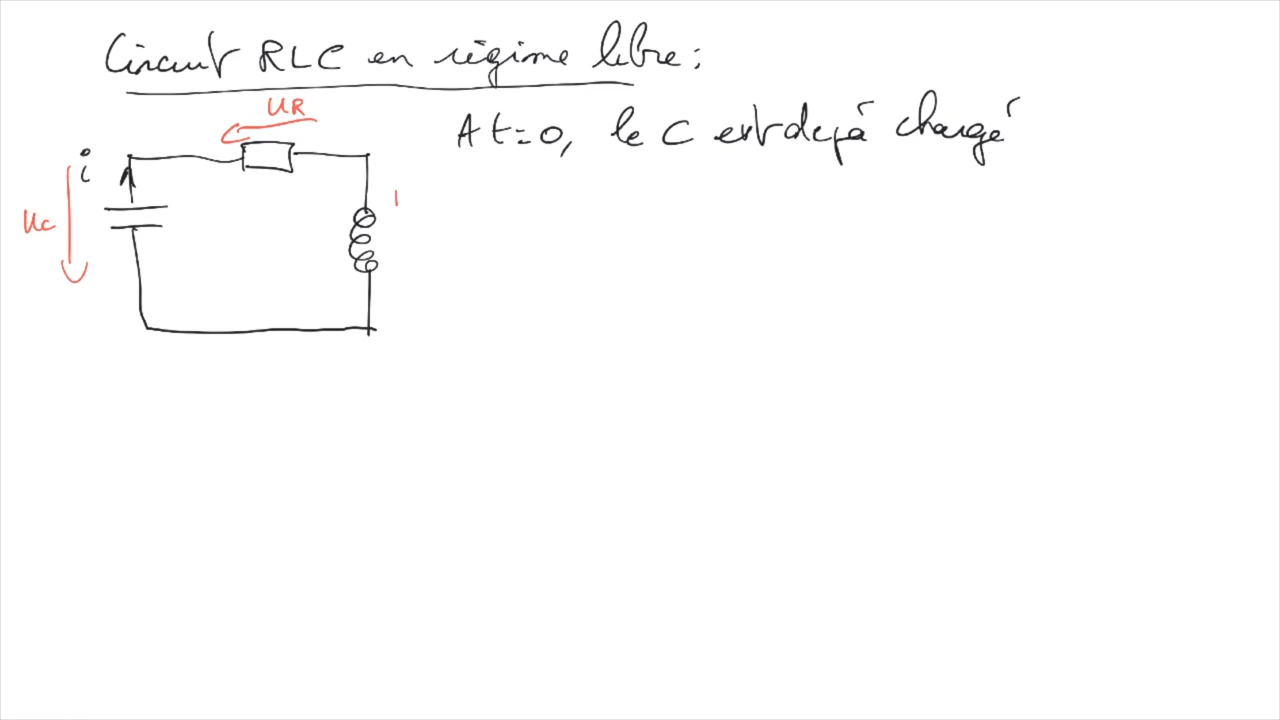 Circuit RLC en régime libre :
UR
A t=0, le C est déjà chargé
i
Uc